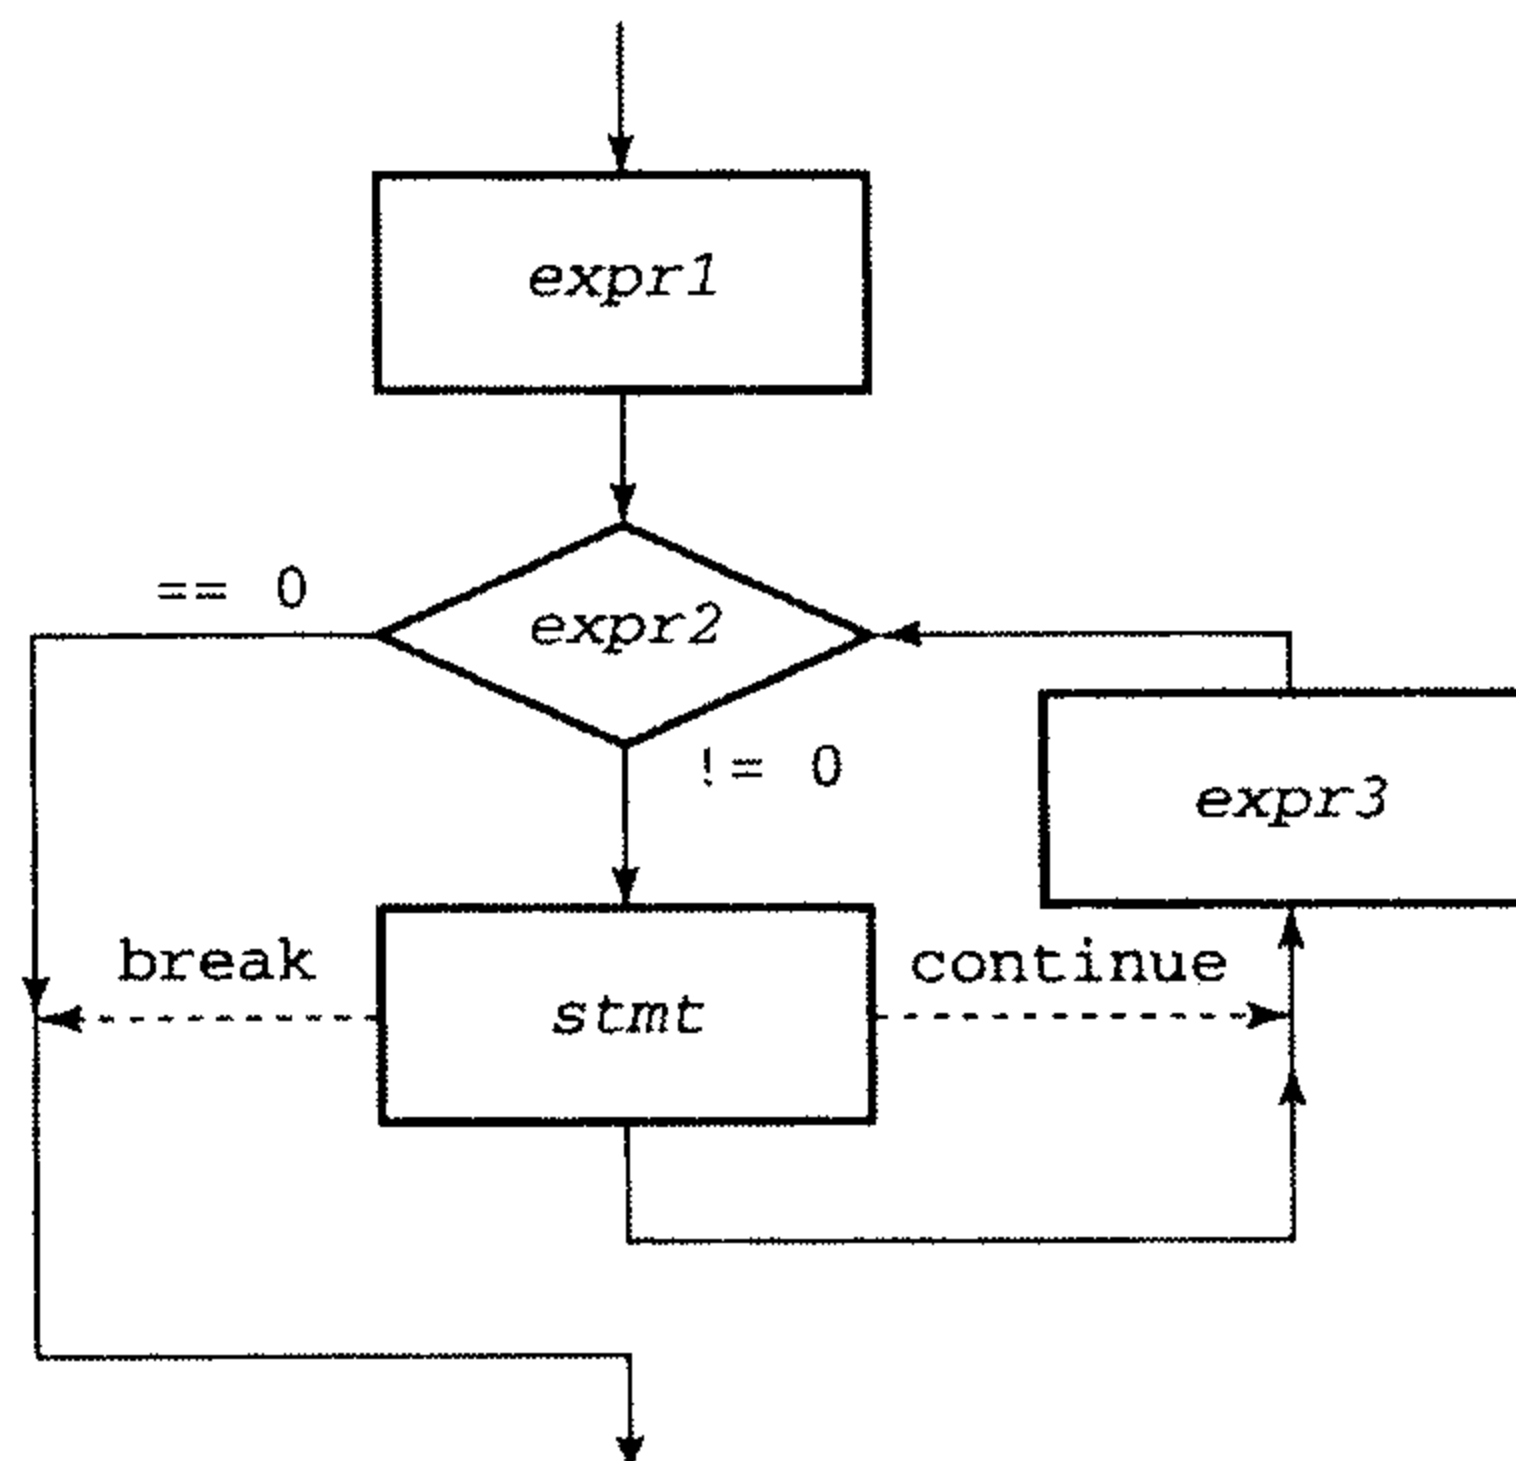 expr1
== 0
expr2
!= 0
expr3
break
continue
stmt